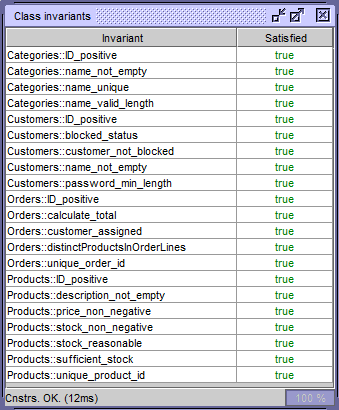 Class invariants
Invariant Satisfied
Categories::ID_positive true
Categories::name_not_empty true
Categories::name_unique true
Categories::name_valid_length true
Customers::ID_positive true
Customers::blocked_status true
Customers::customer_not_blocked true
Customers::name_not_empty true
Customers::password_min_length true
Orders::ID_positive true
Orders::calculate_total true
Orders::customer_assigned true
Orders::distinctProductsInOrderLines true
Orders::unique_order_id true
Products::ID_positive true
Products::description_not_empty true
Products::price_non_negative true
Products::stock_non_negative true
Products::stock_reasonable true
Products::sufficient_stock true
Products::unique_product_id true
Cnstrs. OK. (12ms) 100 %